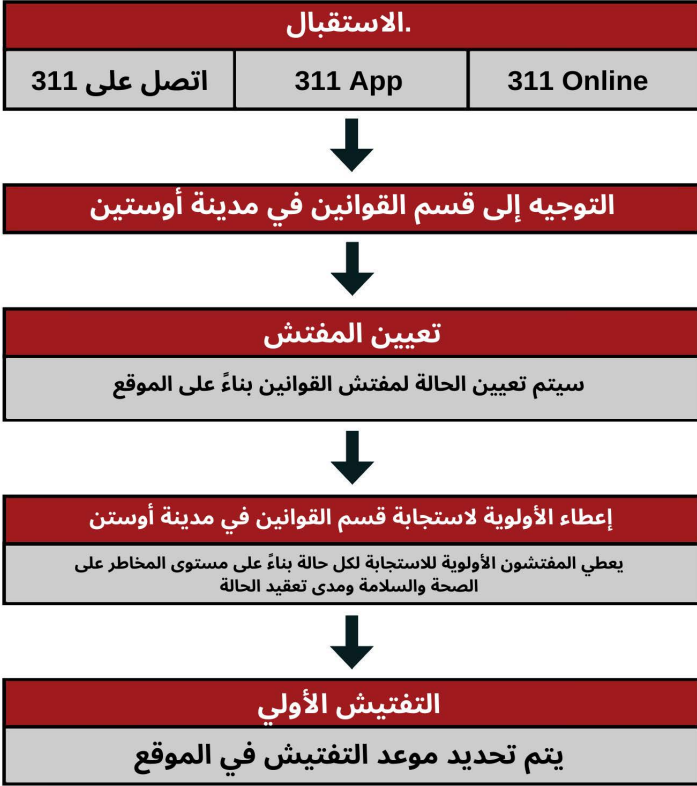 .الاستقبال
اتصل على 311
311 App
311 Online
التوجيه إلى قسم القوانين في مدينة أوستين
تعيين المفتش
سيتم تعيين الحالة لمفتش القوانين بناءً على الموقع
إعطاء الأولوية لاستجابة قسم القوانين في مدينة أوستن
يعطي المفتشون الأولوية للاستجابة لكل حالة بناءً على مستوى المخاطر على
الصحة والسلامة ومدى تعقيد الحالة
التفتيش الأولي
يتم تحديد موعد التفتيش في الموقع